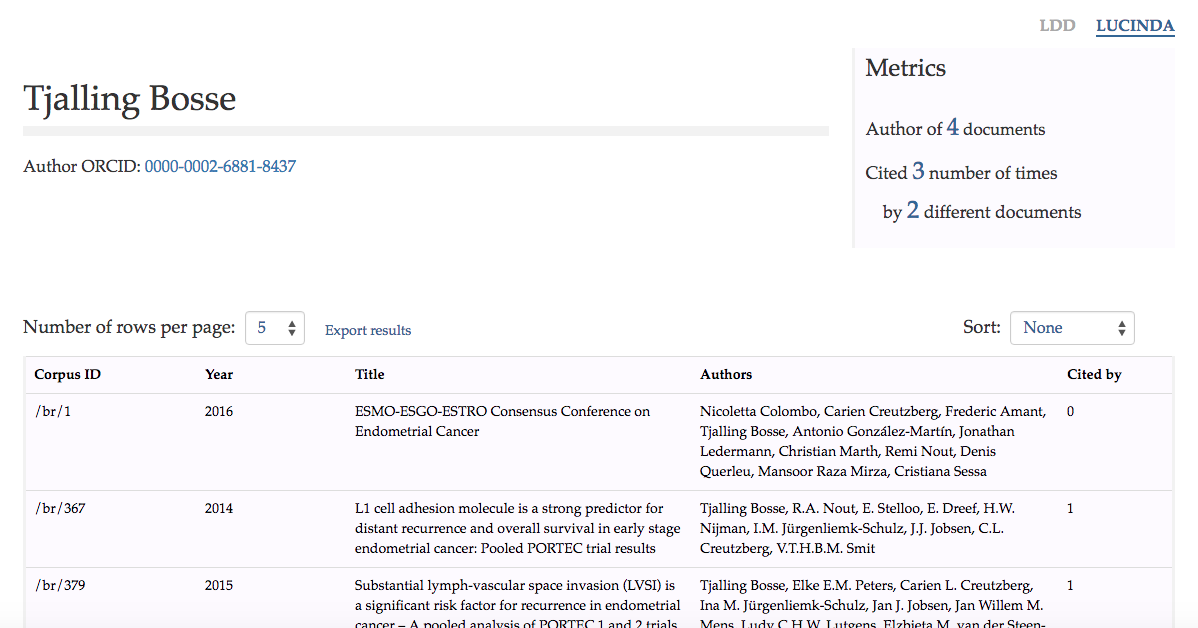 LDD LUCINDA
Metrics
Tjalling Bosse
Author of 4 documents
Author ORCID: 0000-0002-6881-8437
Cited 3 number of times
by 2 different documents
Number of rows per page: 5 Export results Sort: None
Corpus ID Year Title Authors Cited by
/br/1 2016 ESMO-ESGO-ESTRO Consensus Conference on Nicoletta Colombo, Carien Creutzberg, Frederic Amant, 0
Endometrial Cancer Tjalling Bosse, Antonio González-Martín, Jonathan
Ledermann, Christian Marth, Remi Nout, Denis
Querleu, Mansoor Raza Mirza, Cristiana Sessa
/br/367 2014 L1 cell adhesion molecule is a strong predictor for Tjalling Bosse, R.A. Nout, E. Stelloo, E. Dreef, H.W. 1
distant recurrence and overall survival in early stage Nijman, I.M. Jürgenliemk-Schulz, J.J. Jobsen, C.L.
endometrial cancer: Pooled PORTEC trial results Creutzberg, V.T.H.B.M. Smit
/br/379 2015 Substantial lymph-vascular space invasion (LVSI) is Tjalling Bosse, Elke E.M. Peters, Carien L. Creutzberg, 1
a significant risk factor for recurrence in endometrial Ina M. Jürgenliemk-Schulz, Jan J. Jobsen, Jan Willem M.
cancer – A pooled analysis of PORTEC 1 and 2 trials Mens, Ludy C.H.W. Lutgens, Elzbieta M. van der Steen-